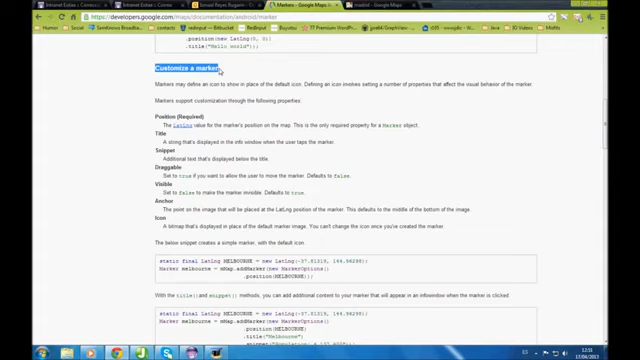 Markers - Google Maps
https://developers.google.com/maps/documentation/android/marker
.position(new LatLng(0, 0))
.title("Hello world"));
Customize a marker
Markers may define an icon to show in place of the default icon. Defining an icon involves setting a number of properties that affect the visual behavior of the marker.
Markers support customization through the following properties:
Position (Required)
The LatLng value for the marker's position on the map. This is the only required property for a Marker object.
Title
A string that's displayed in the info window when the user taps the marker.
Snippet
Additional text that's displayed below the title.
Draggable
Set to true if you want to allow the user to move the marker. Defaults to false.
Visible
Set to false to make the marker invisible. Defaults to true.
Anchor
The point on the image that will be placed at the LatLng position of the marker. This defaults to the middle of the bottom of the image.
Icon
A bitmap that's displayed in place of the default marker image. You can't change the icon once you've created the marker.
The below snippet creates a simple marker, with the default icon.
static final LatLng MELBOURNE = new LatLng(-37.81319, 144.96298);
Marker melbourne = mMap.addMarker(new MarkerOptions()
.position(MELBOURNE));
With the title() and snippet() methods, you can add additional content to your marker that will appear in an infowindow when the marker is clicked
static final LatLng MELBOURNE = new LatLng(-37.81319, 144.96298);
Marker melbourne = mMap.addMarker(new MarkerOptions()
.position(MELBOURNE)
.title("Melbourne")
ES
12:51
17/04/2013